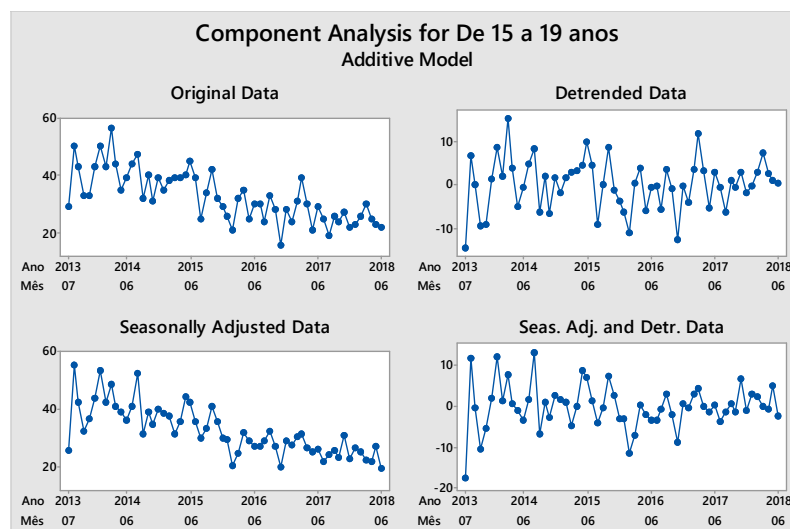 Component Analysis for De 15 a 19 anos
Additive Model
Original Data
60
40
20
Ano 2013 2014 2015 2016 2017 2018
Mês 07 06 06 06 06 06
Detrended Data
10
0
-10
Ano 2013 2014 2015 2016 2017 2018
Mês 07 06 06 06 06 06
Seasonally Adjusted Data
60
40
20
Ano 2013 2014 2015 2016 2017 2018
Mês 07 06 06 06 06 06
Seas. Adj. and Detr. Data
10
0
-10
-20
Ano 2013 2014 2015 2016 2017 2018
Mês 07 06 06 06 06 06